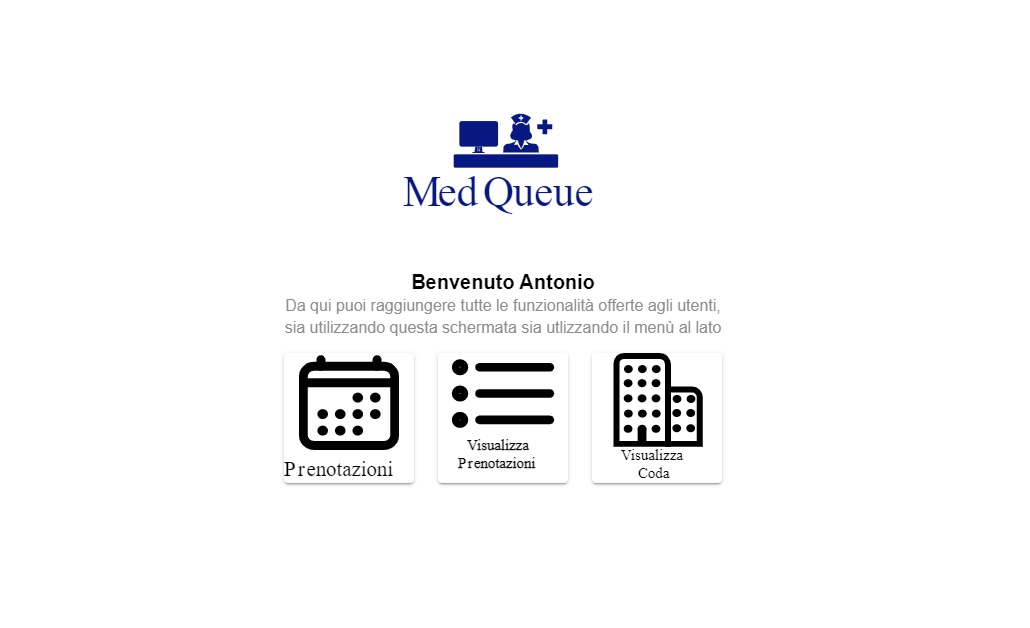 Med Queue
Benvenuto Antonio
Da qui puoi raggiungere tutte le funzionalità offerte agli utenti,
sia utilizzando questa schermata sia utlizzando il menù al lato
Prenotazioni
Visualizza
Prenotazioni
Visualizza
Coda